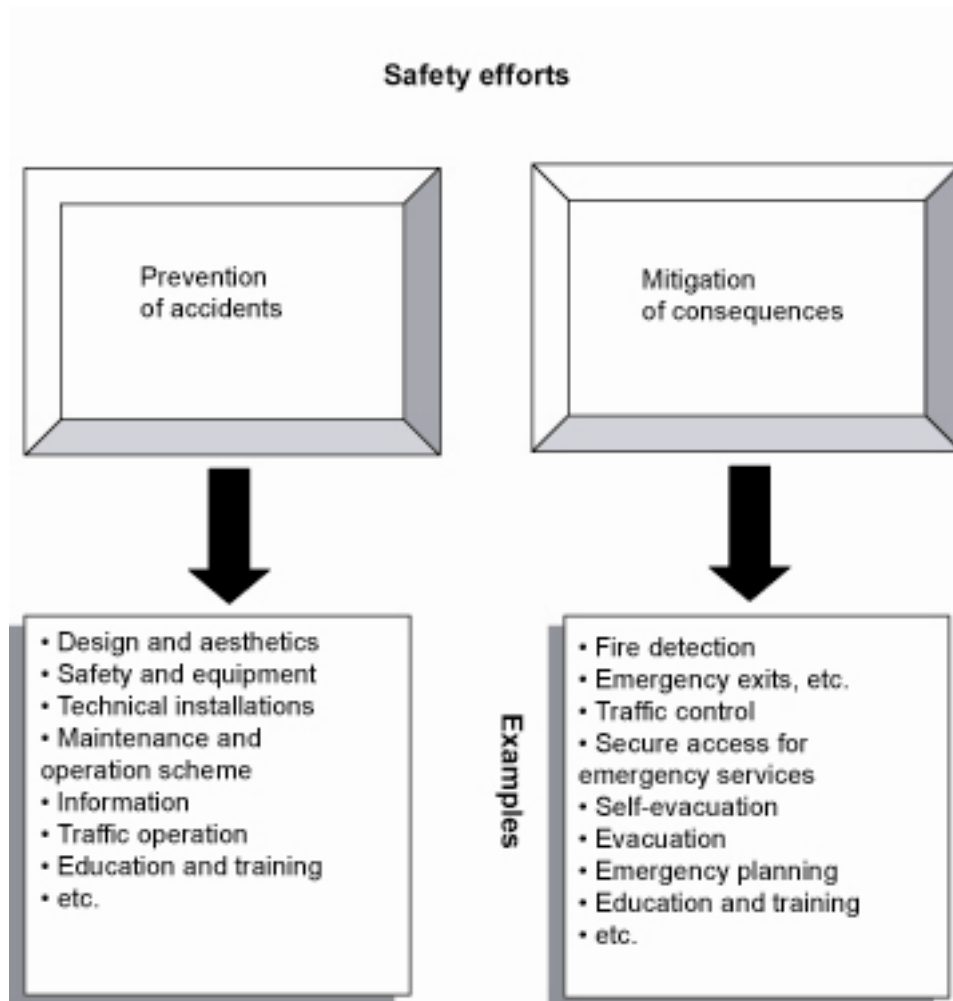 Safety efforts
Prevention
of accidents
Mitigation
of consequences
• Design and aesthetics
• Safety and equipment
• Technical installations
• Maintenance and
operation scheme
• Information
• Traffic operation
• Education and training
• etc.
Examples
• Fire detection
• Emergency exits, etc.
• Traffic control
• Secure access for
emergency services
• Self-evacuation
• Evacuation
• Emergency planning
• Education and training
• etc.